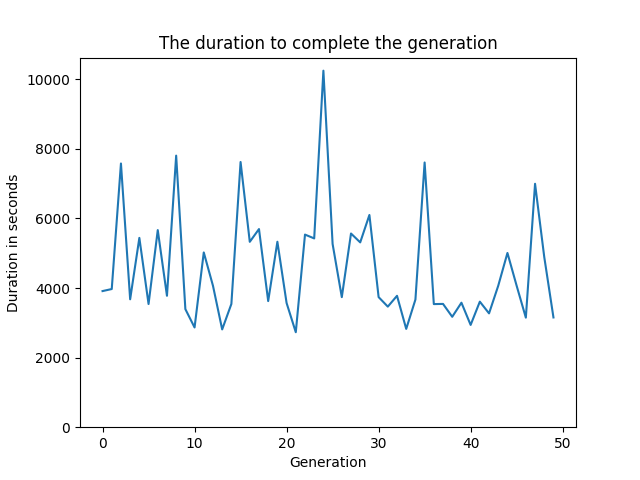 The duration to complete the generation
10000
8000
6000
4000
2000
0
Duration in seconds
0 10 20 30 40 50
Generation